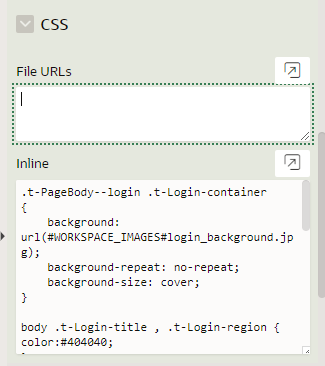 CSS
File URLs
Inline
.t-PageBody--login .t-Login-container
{
    background:
url(#WORKSPACE_IMAGES#login_background.jp
g);
    background-repeat: no-repeat;
    background-size: cover;
}

body .t-Login-title , .t-Login-region {
color:#404040;